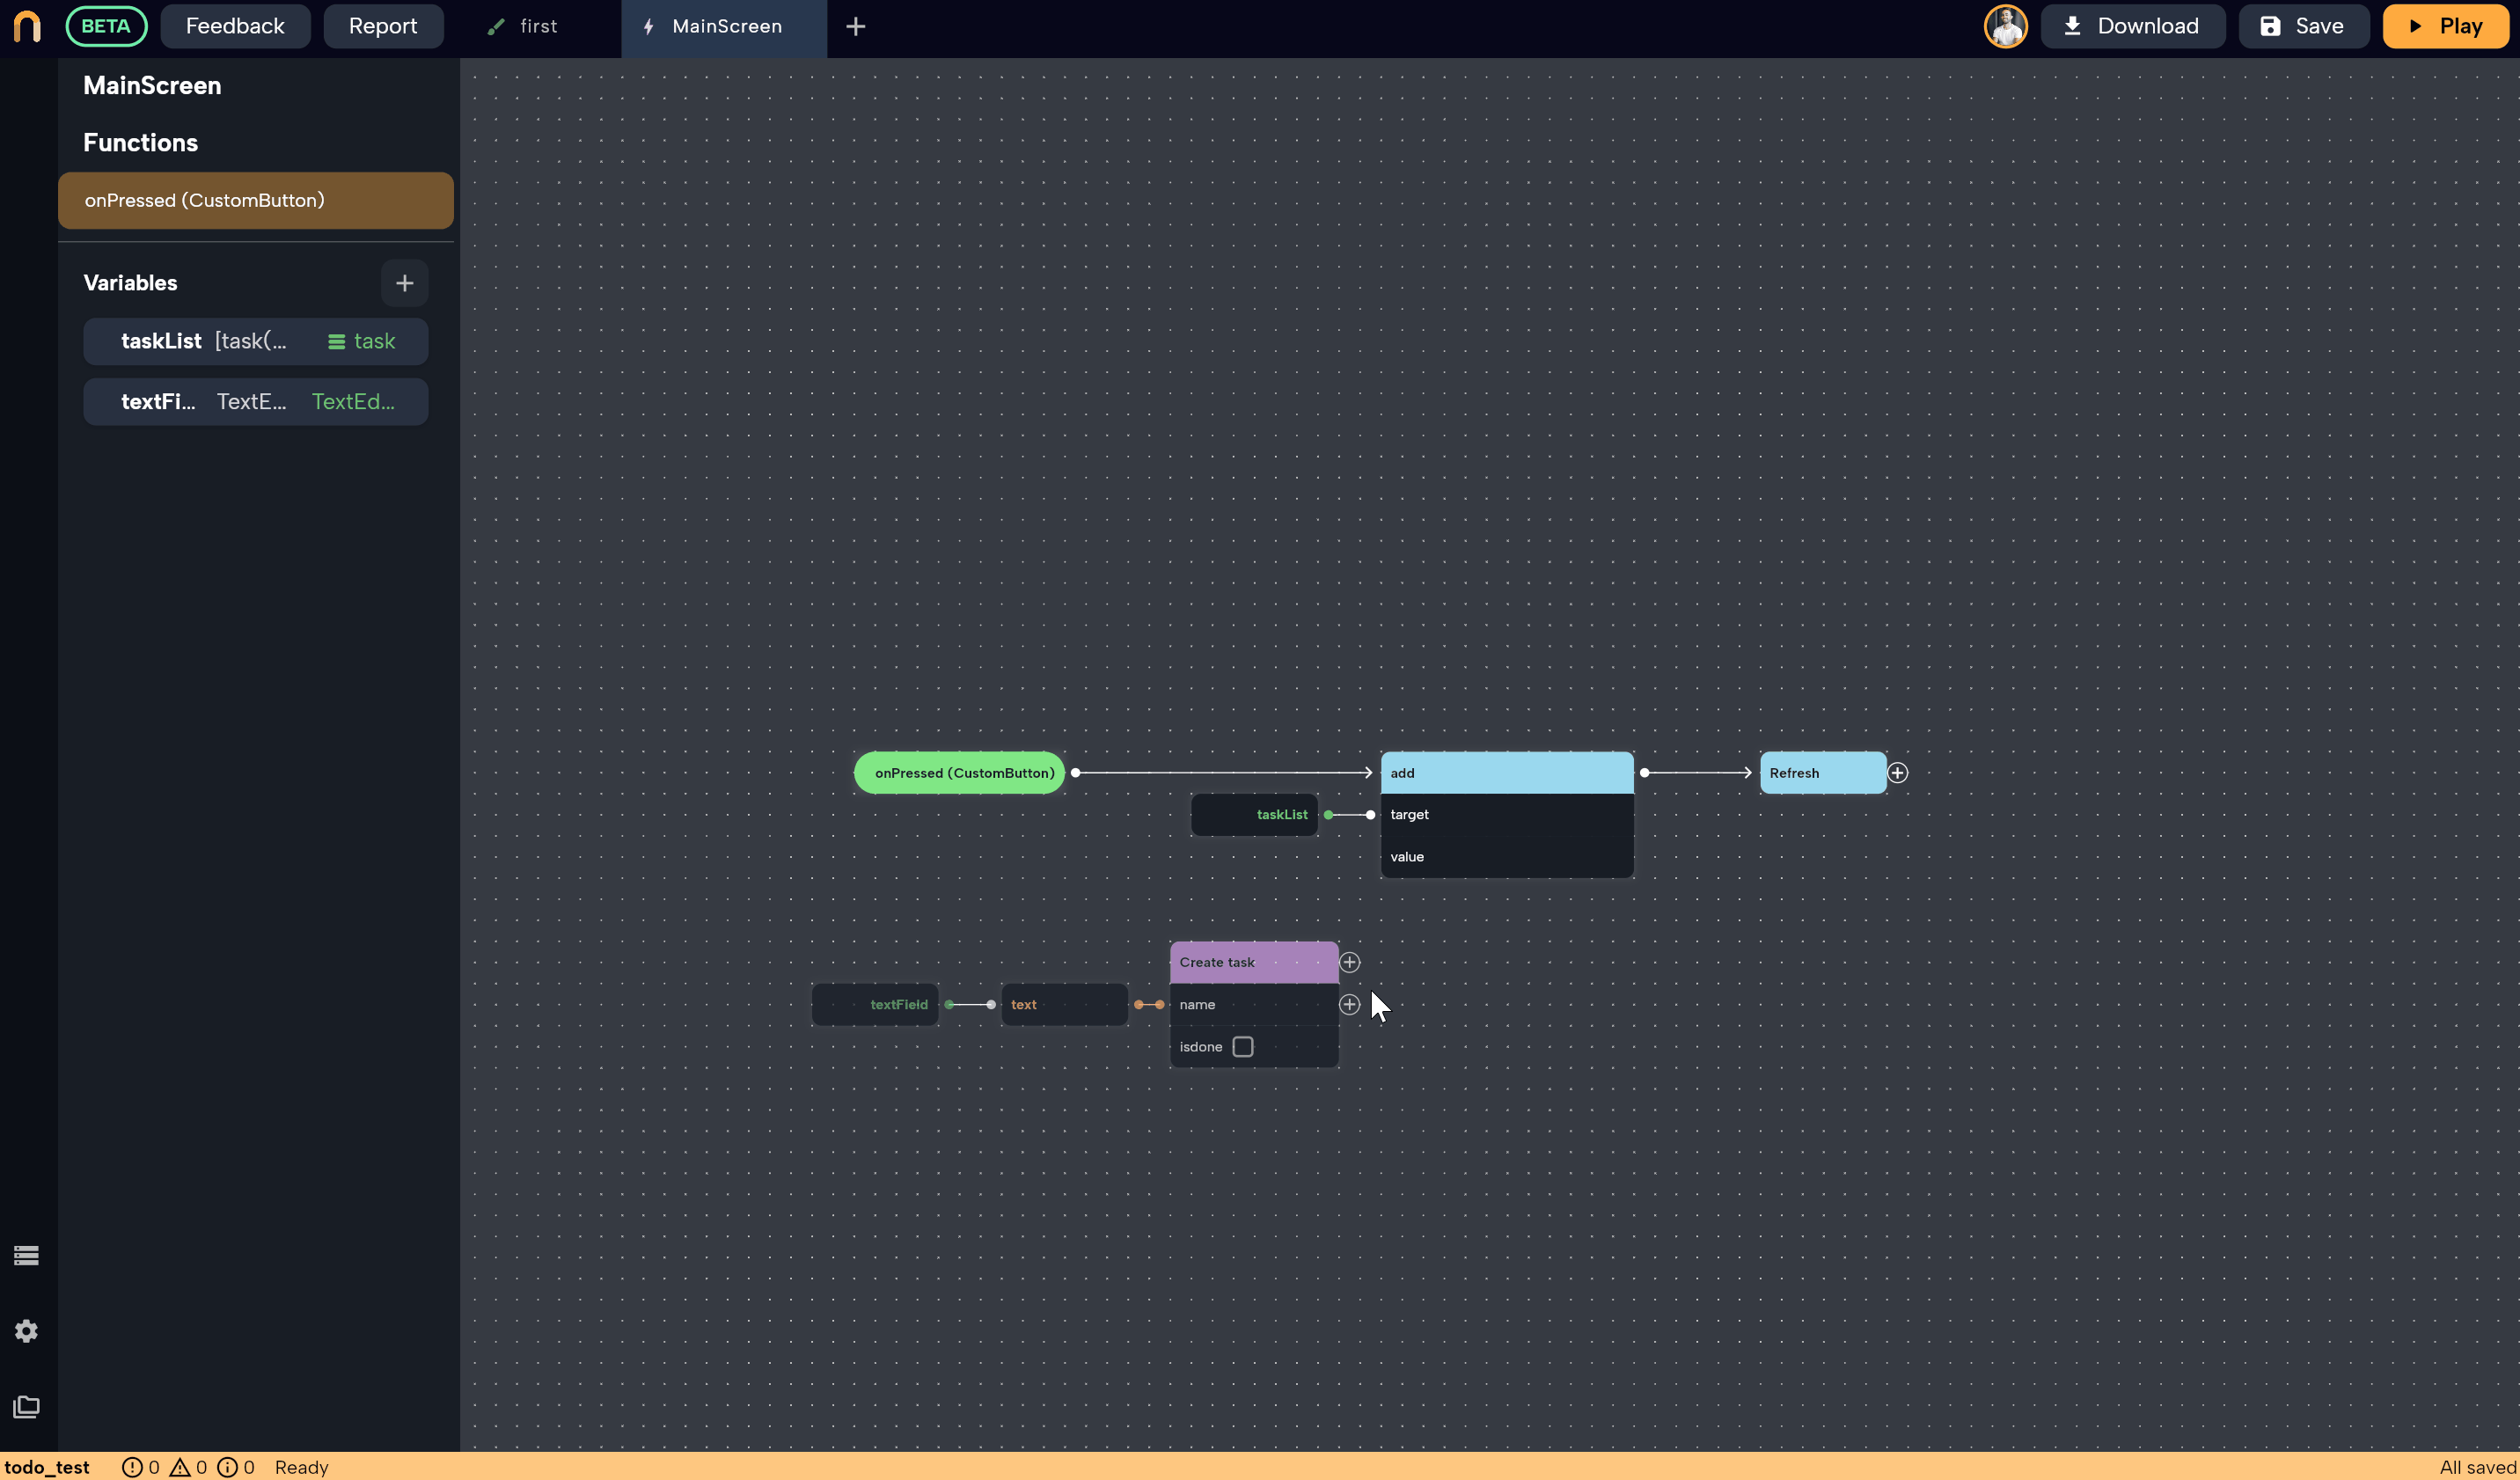 BETA
Feedback
Report
first
MainScreen
Download
Save
Play
MainScreen
Functions
onPressed (CustomButton)
Variables
taskList [task(... task
textFi... TextE... TextEd...
onPressed (CustomButton)
add
Refresh
taskList
target
value
Create task
textField
text
name
isdone
todo_test 0 0 0 Ready
All saved